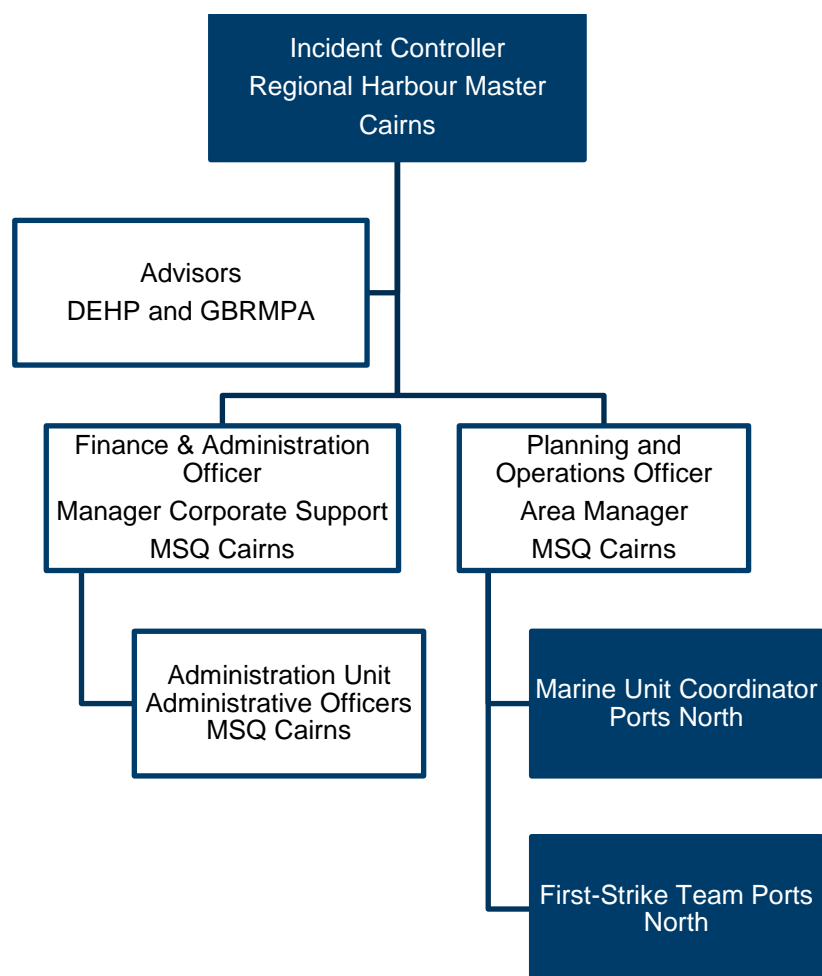 Incident Controller
Regional Harbour Master
Cairns
Advisors
DEHP and GBRMPA
Finance & Administration
Officer
Manager Corporate Support
MSQ Cairns
Planning and
Operations Officer
Area Manager
MSQ Cairns
Administration Unit
Administrative Officers
MSQ Cairns
Marine Unit Coordinator
Ports North
First-Strike Team Ports
North